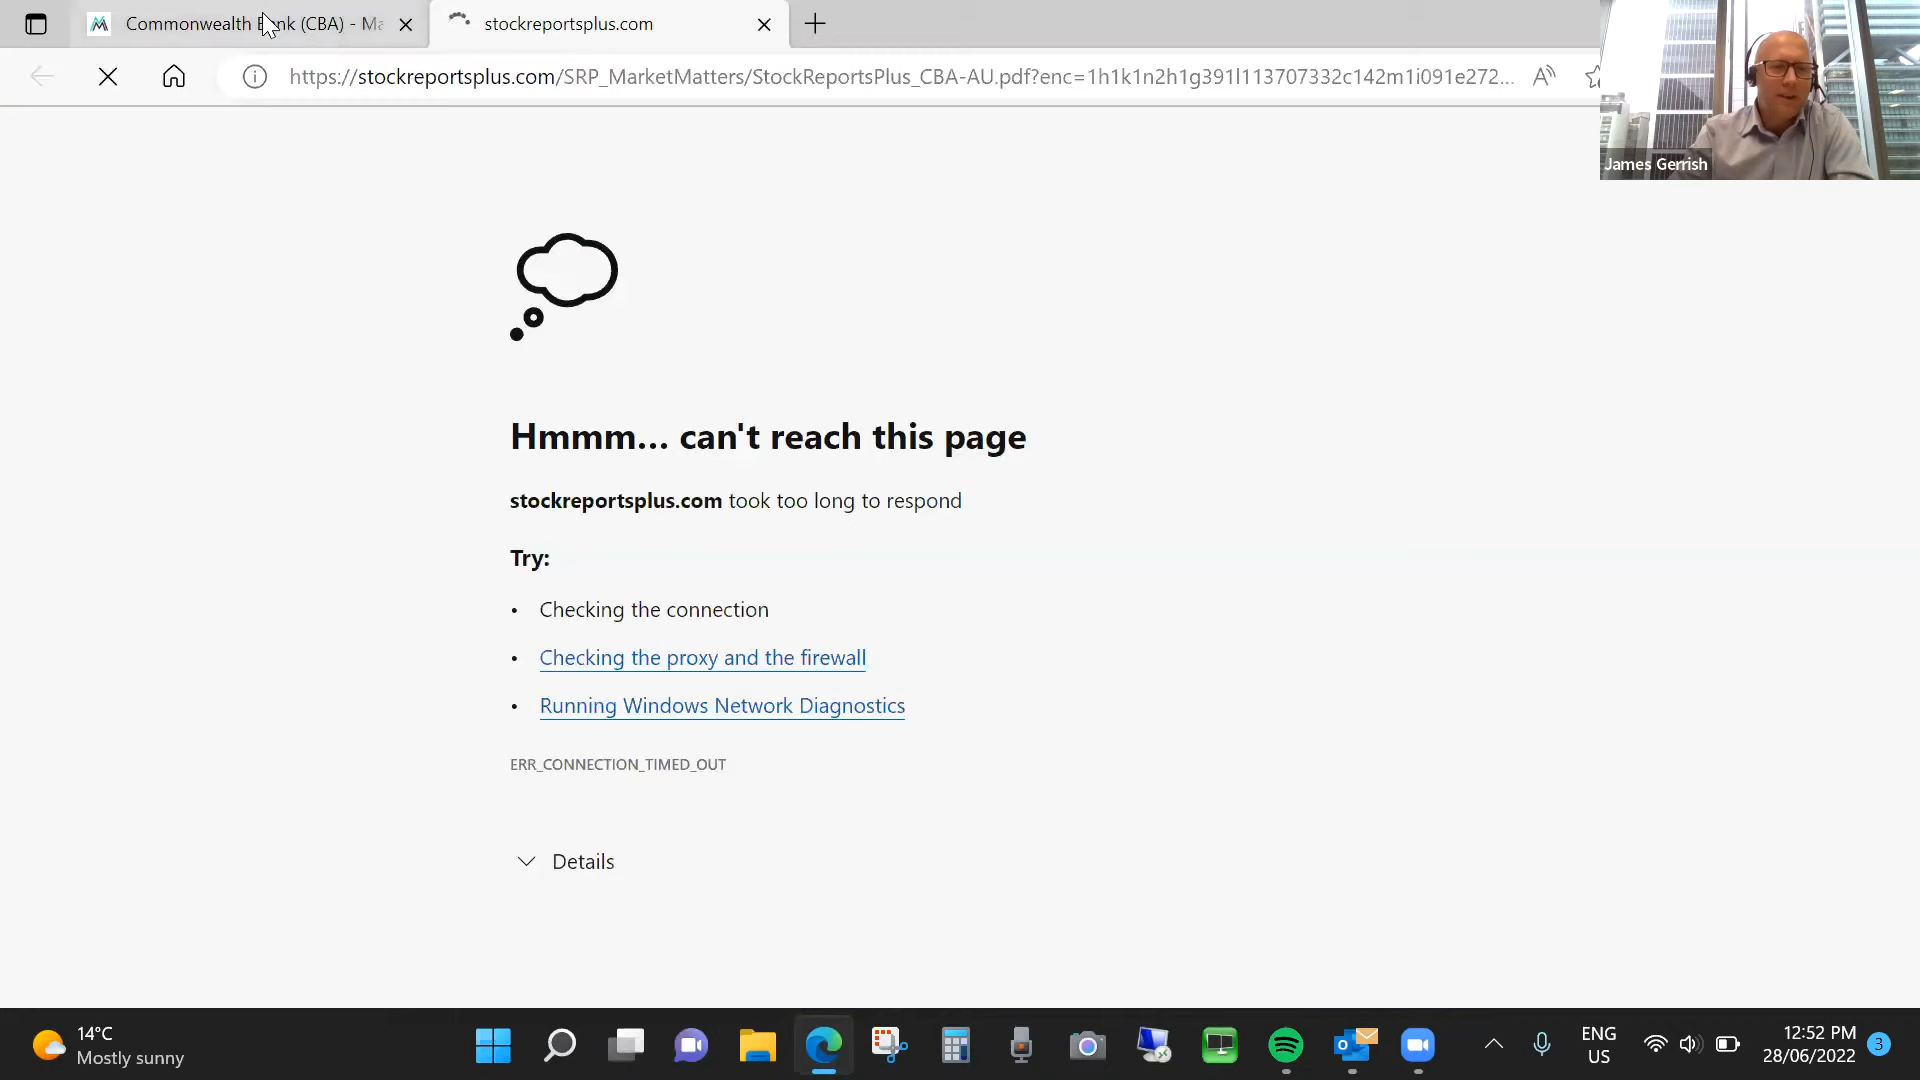 Commonwealth Bank (CBA) - Ma
stockreportsplus.com
https://stockreportsplus.com/SRP_MarketMatters/StockReportsPlus_CBA-AU.pdf?enc=1h1k1n2h1g391l113707332c142m1i091e272...
James Gerrish
Hmmm... can't reach this page
stockreportsplus.com took too long to respond
Try:
• Checking the connection
• Checking the proxy and the firewall
• Running Windows Network Diagnostics
ERR_CONNECTION_TIMED_OUT
Details
14°C
Mostly sunny
ENG
US
12:52 PM
28/06/2022
3